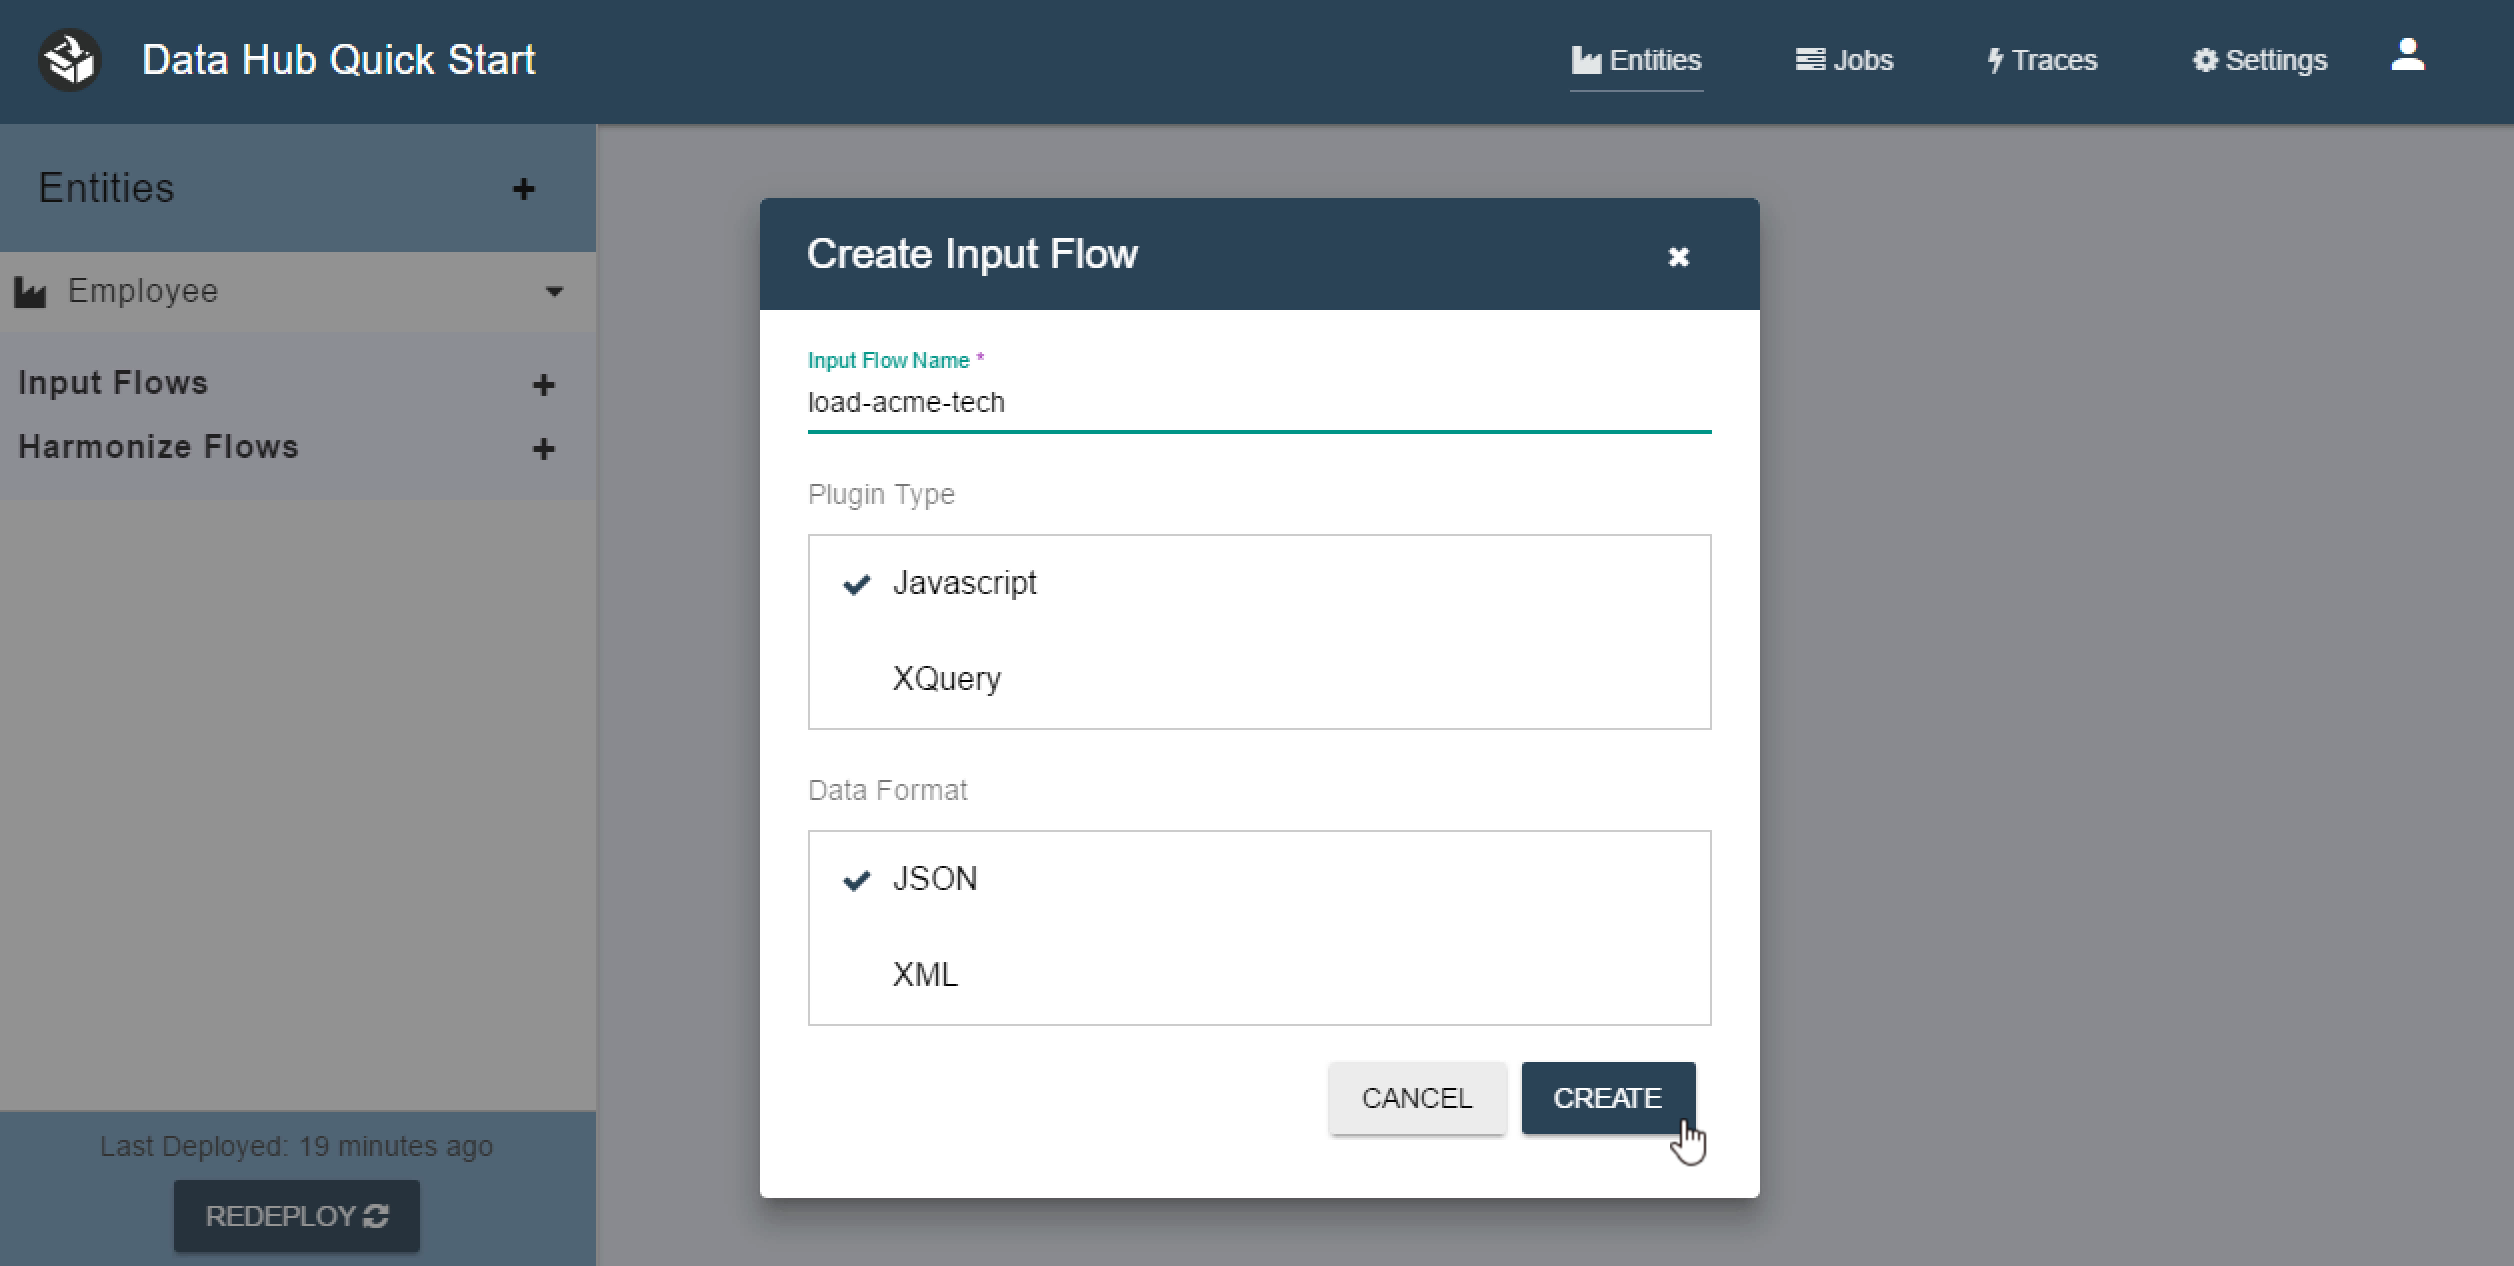 Data Hub Quick Start
Entities
Jobs
Traces
Settings
Entities +
Employee
Input Flows +
Harmonize Flows +
Last Deployed: 19 minutes ago
REDEPLOY
Create Input Flow
Input Flow Name *
load-acme-tech
Plugin Type
Javascript
XQuery
Data Format
JSON
XML
CANCEL
CREATE